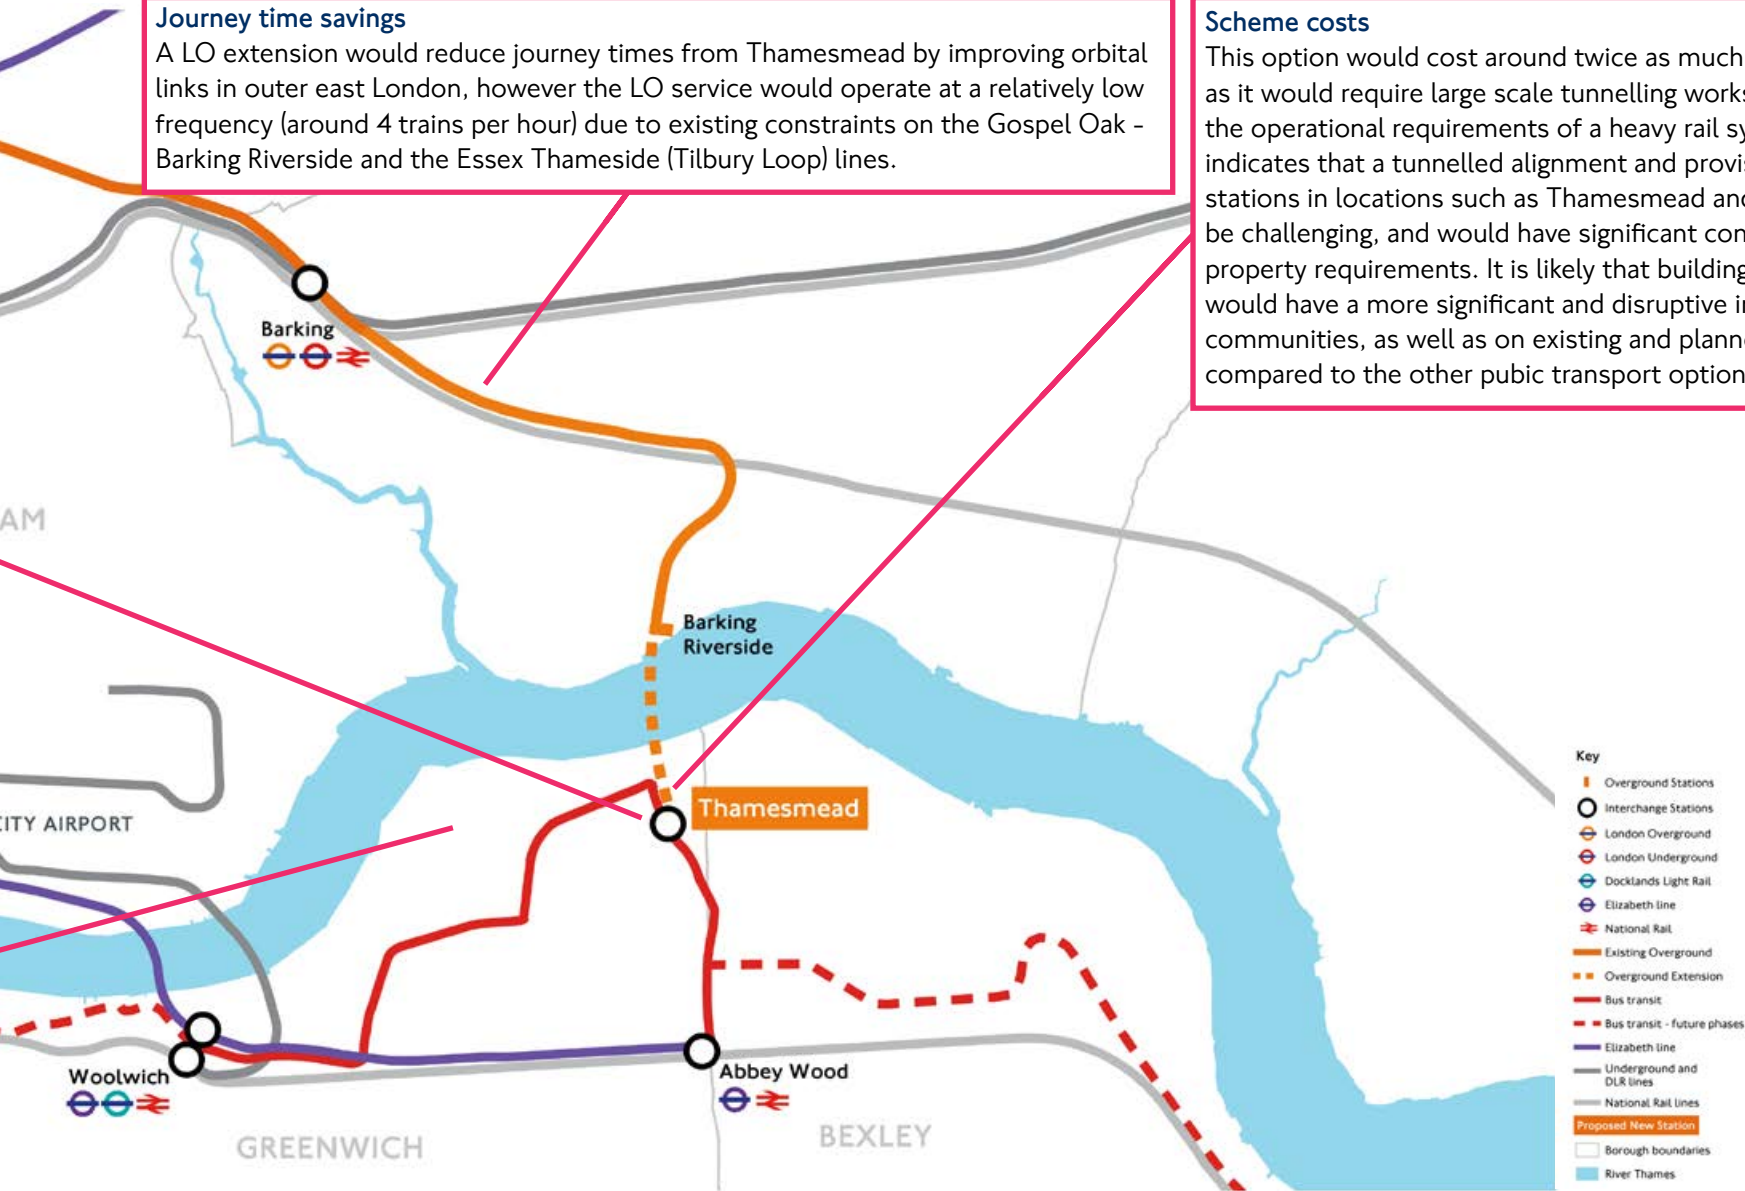 Journey time savings
A LO extension would reduce journey times from Thamesmead by improving orbital
links in outer east London, however the LO service would operate at a relatively low
frequency (around 4 trains per hour) due to existing constraints on the Gospel Oak -
Barking Riverside and the Essex Thameside (Tilbury Loop) lines.
Scheme costs
This option would cost around twice as much
as it would require large scale tunnelling works
the operational requirements of a heavy rail sy
indicates that a tunnelled alignment and provis
stations in locations such as Thamesmead and
be challenging, and would have significant con
property requirements. It is likely that building
would have a more significant and disruptive i
communities, as well as on existing and planne
compared to the other pubic transport option
Barking
AM
Barking
Riverside
Thamesmead
CITY AIRPORT
Woolwich
Abbey Wood
GREENWICH
BEXLEY
Key
Overground Stations
Interchange Stations
London Overground
London Underground
Docklands Light Rail
Elizabeth line
National Rail
Existing Overground
Overground Extension
Bus transit
Bus transit - future phases
Elizabeth line
Underground and
DLR lines
National Rail lines
Proposed New Station
Borough boundaries
River Thames